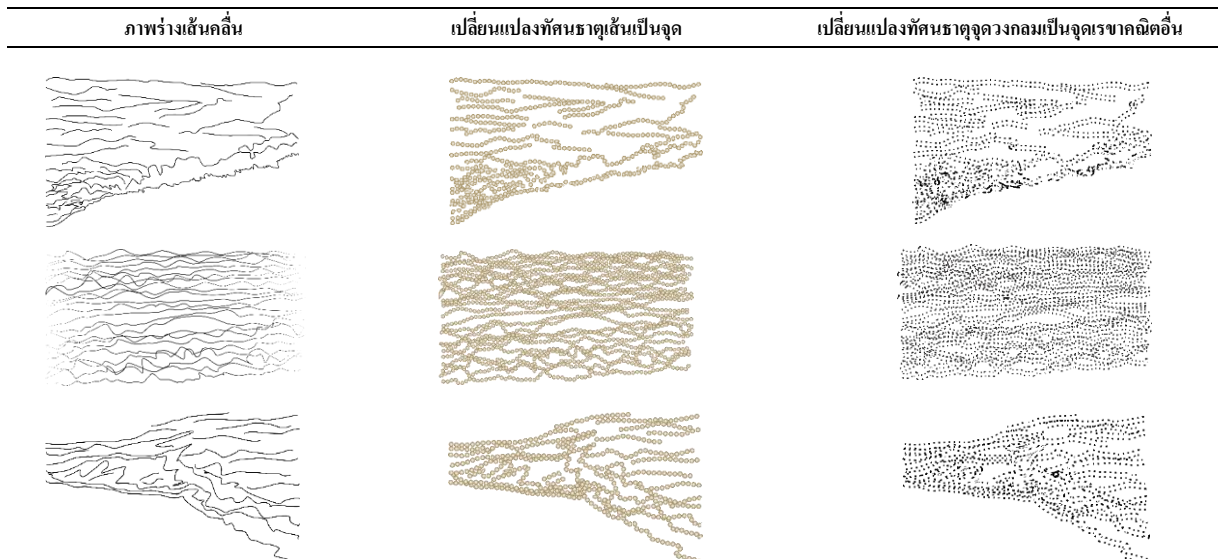 ภาพร่างเส้นคลื่น
เปลี่ยนแปลงทัศนธาตุเส้นเป็นจุด
เปลี่ยนแปลงทัศนธาตุจุดวงกลมเป็นจุดเรขาคณิตอื่น